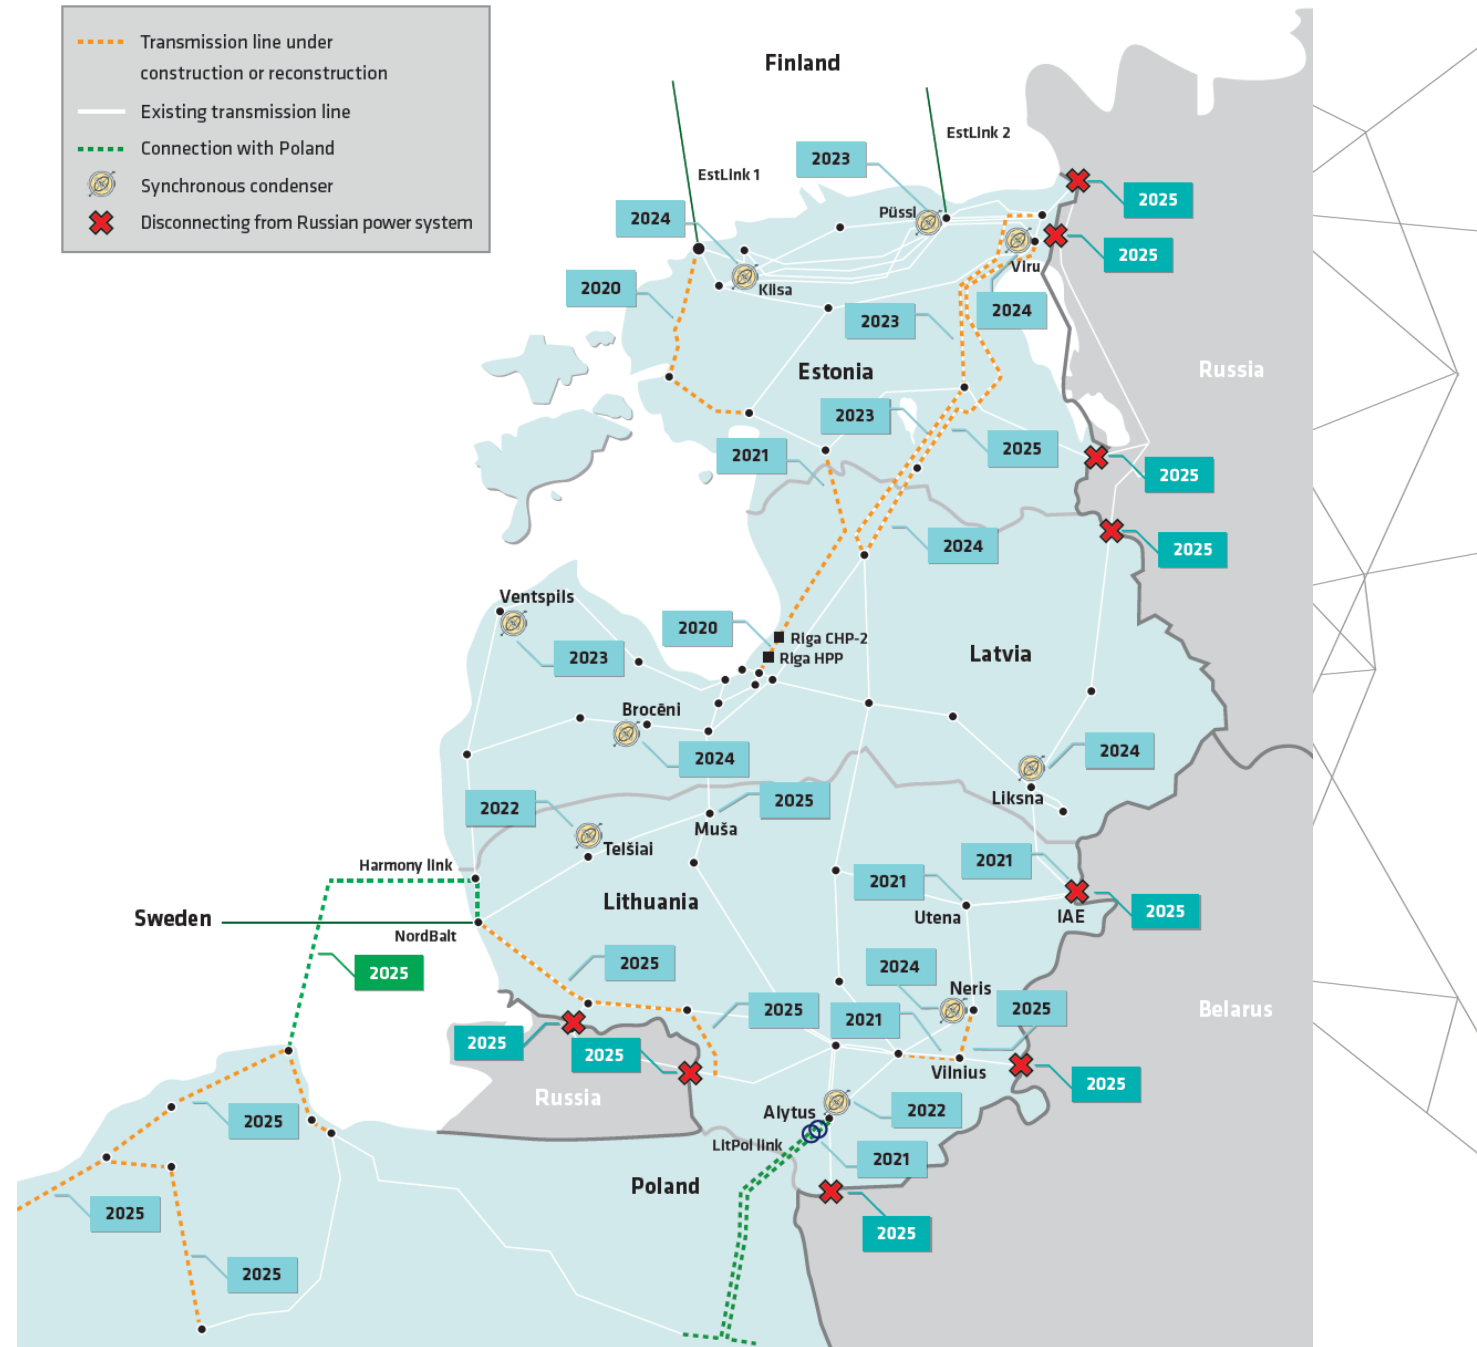 Transmission line under
construction or reconstruction
Existing transmission line
Connection with Poland
Synchronous condenser
Disconnecting from Russian power system
Finland
EstLink 2
2023
EstLink 1
2025
Püssi
2024
2025
Viru
Kiisa
2020
2024
2023
Estonia
Russia
2023
2025
2021
2025
2024
2025
Ventspils
2020
Riga CHP-2
Riga HPP
2023
Latvia
Brocēni
2024
2024
2022
2025
Liksna
Muša
Telšiai
Harmony link
2021
2021
Lithuania
Utena
IAE
2025
Sweden
NordBalt
2025
2024
2025
Neris
2025
2025
2021
Belarus
2025
2025
Vilnius
2025
Russia
Alytus
2022
2025
LitPol link
2021
Poland
2025
2025
2025